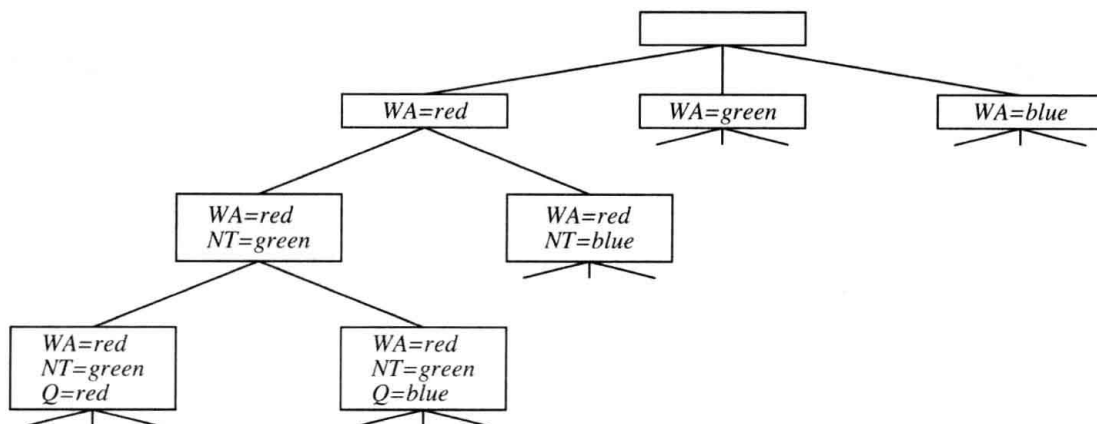 WA=red
WA=green
WA=blue
WA=red
NT=green
WA=red
NT=blue
WA=red
NT=green
Q=red
WA=red
NT=green
Q=blue